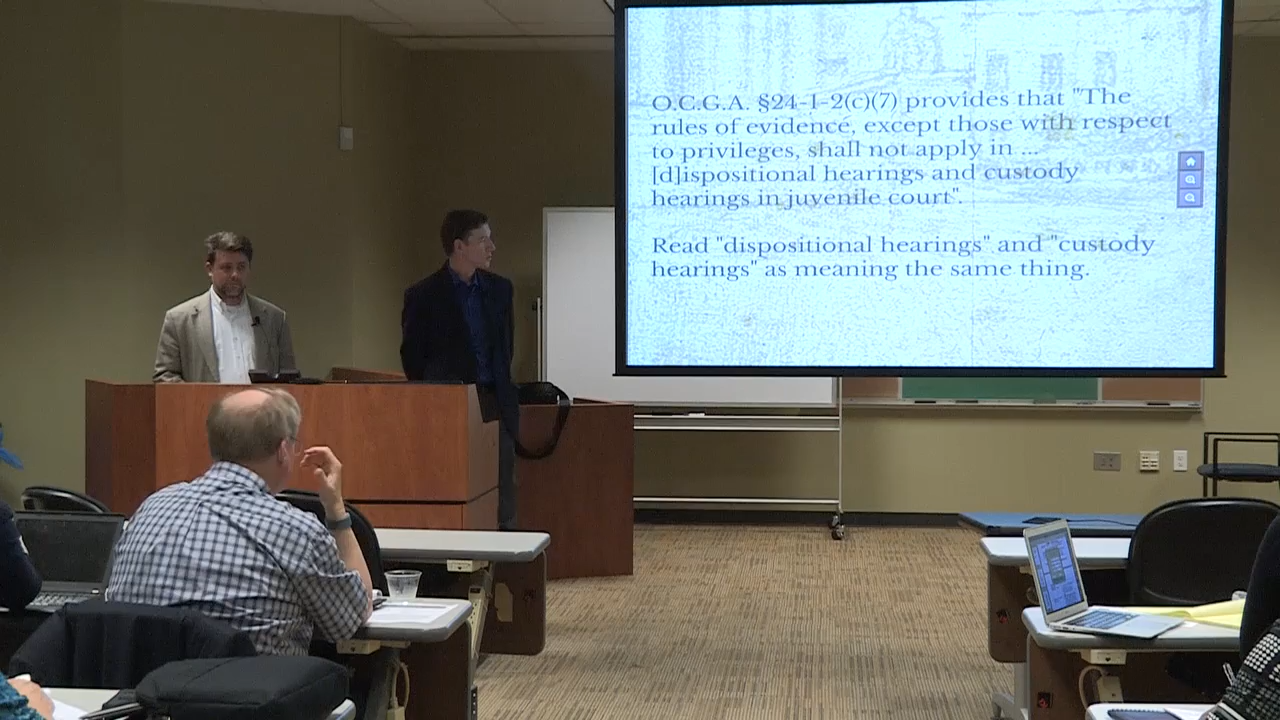 O.C.G.A. §24-1-2(c)(7) provides that "The
rules of evidence, except those with respect
to privileges, shall not apply in ...
[d]ispositional hearings and custody
hearings in juvenile court".
Read "dispositional hearings" and "custody
hearings" as meaning the same thing.